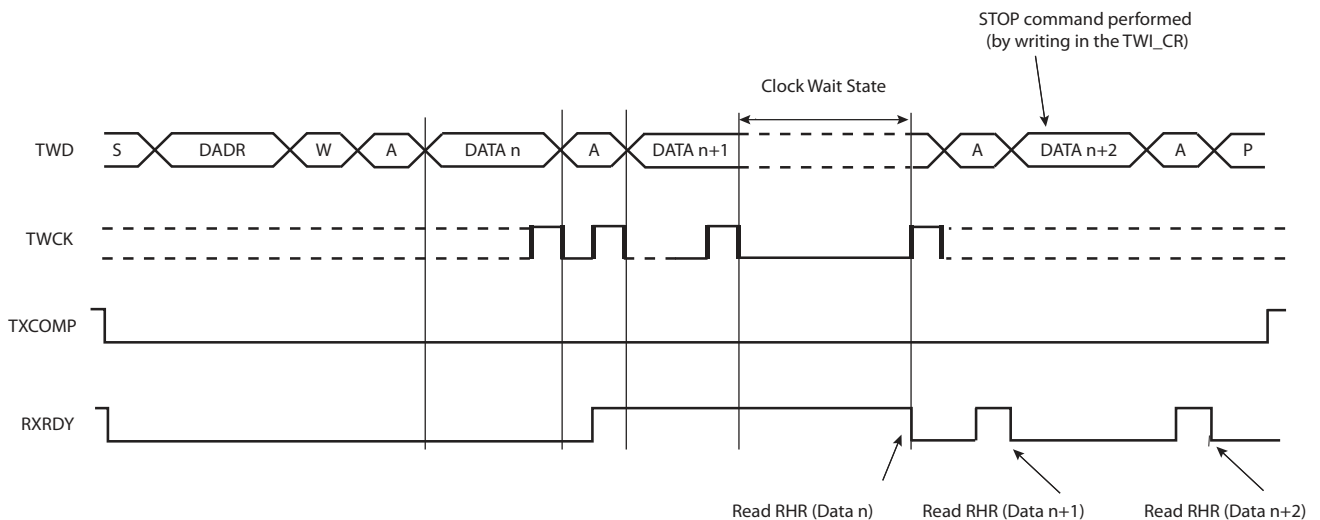 STOP command performed
(by writing in the TWI_CR)
Clock Wait State
TWD S DADR W A DATA n A DATA n+1 A DATA n+2 A P
TWCK
TXCOMP
RXRDY
Read RHR (Data n) Read RHR (Data n+1) Read RHR (Data n+2)